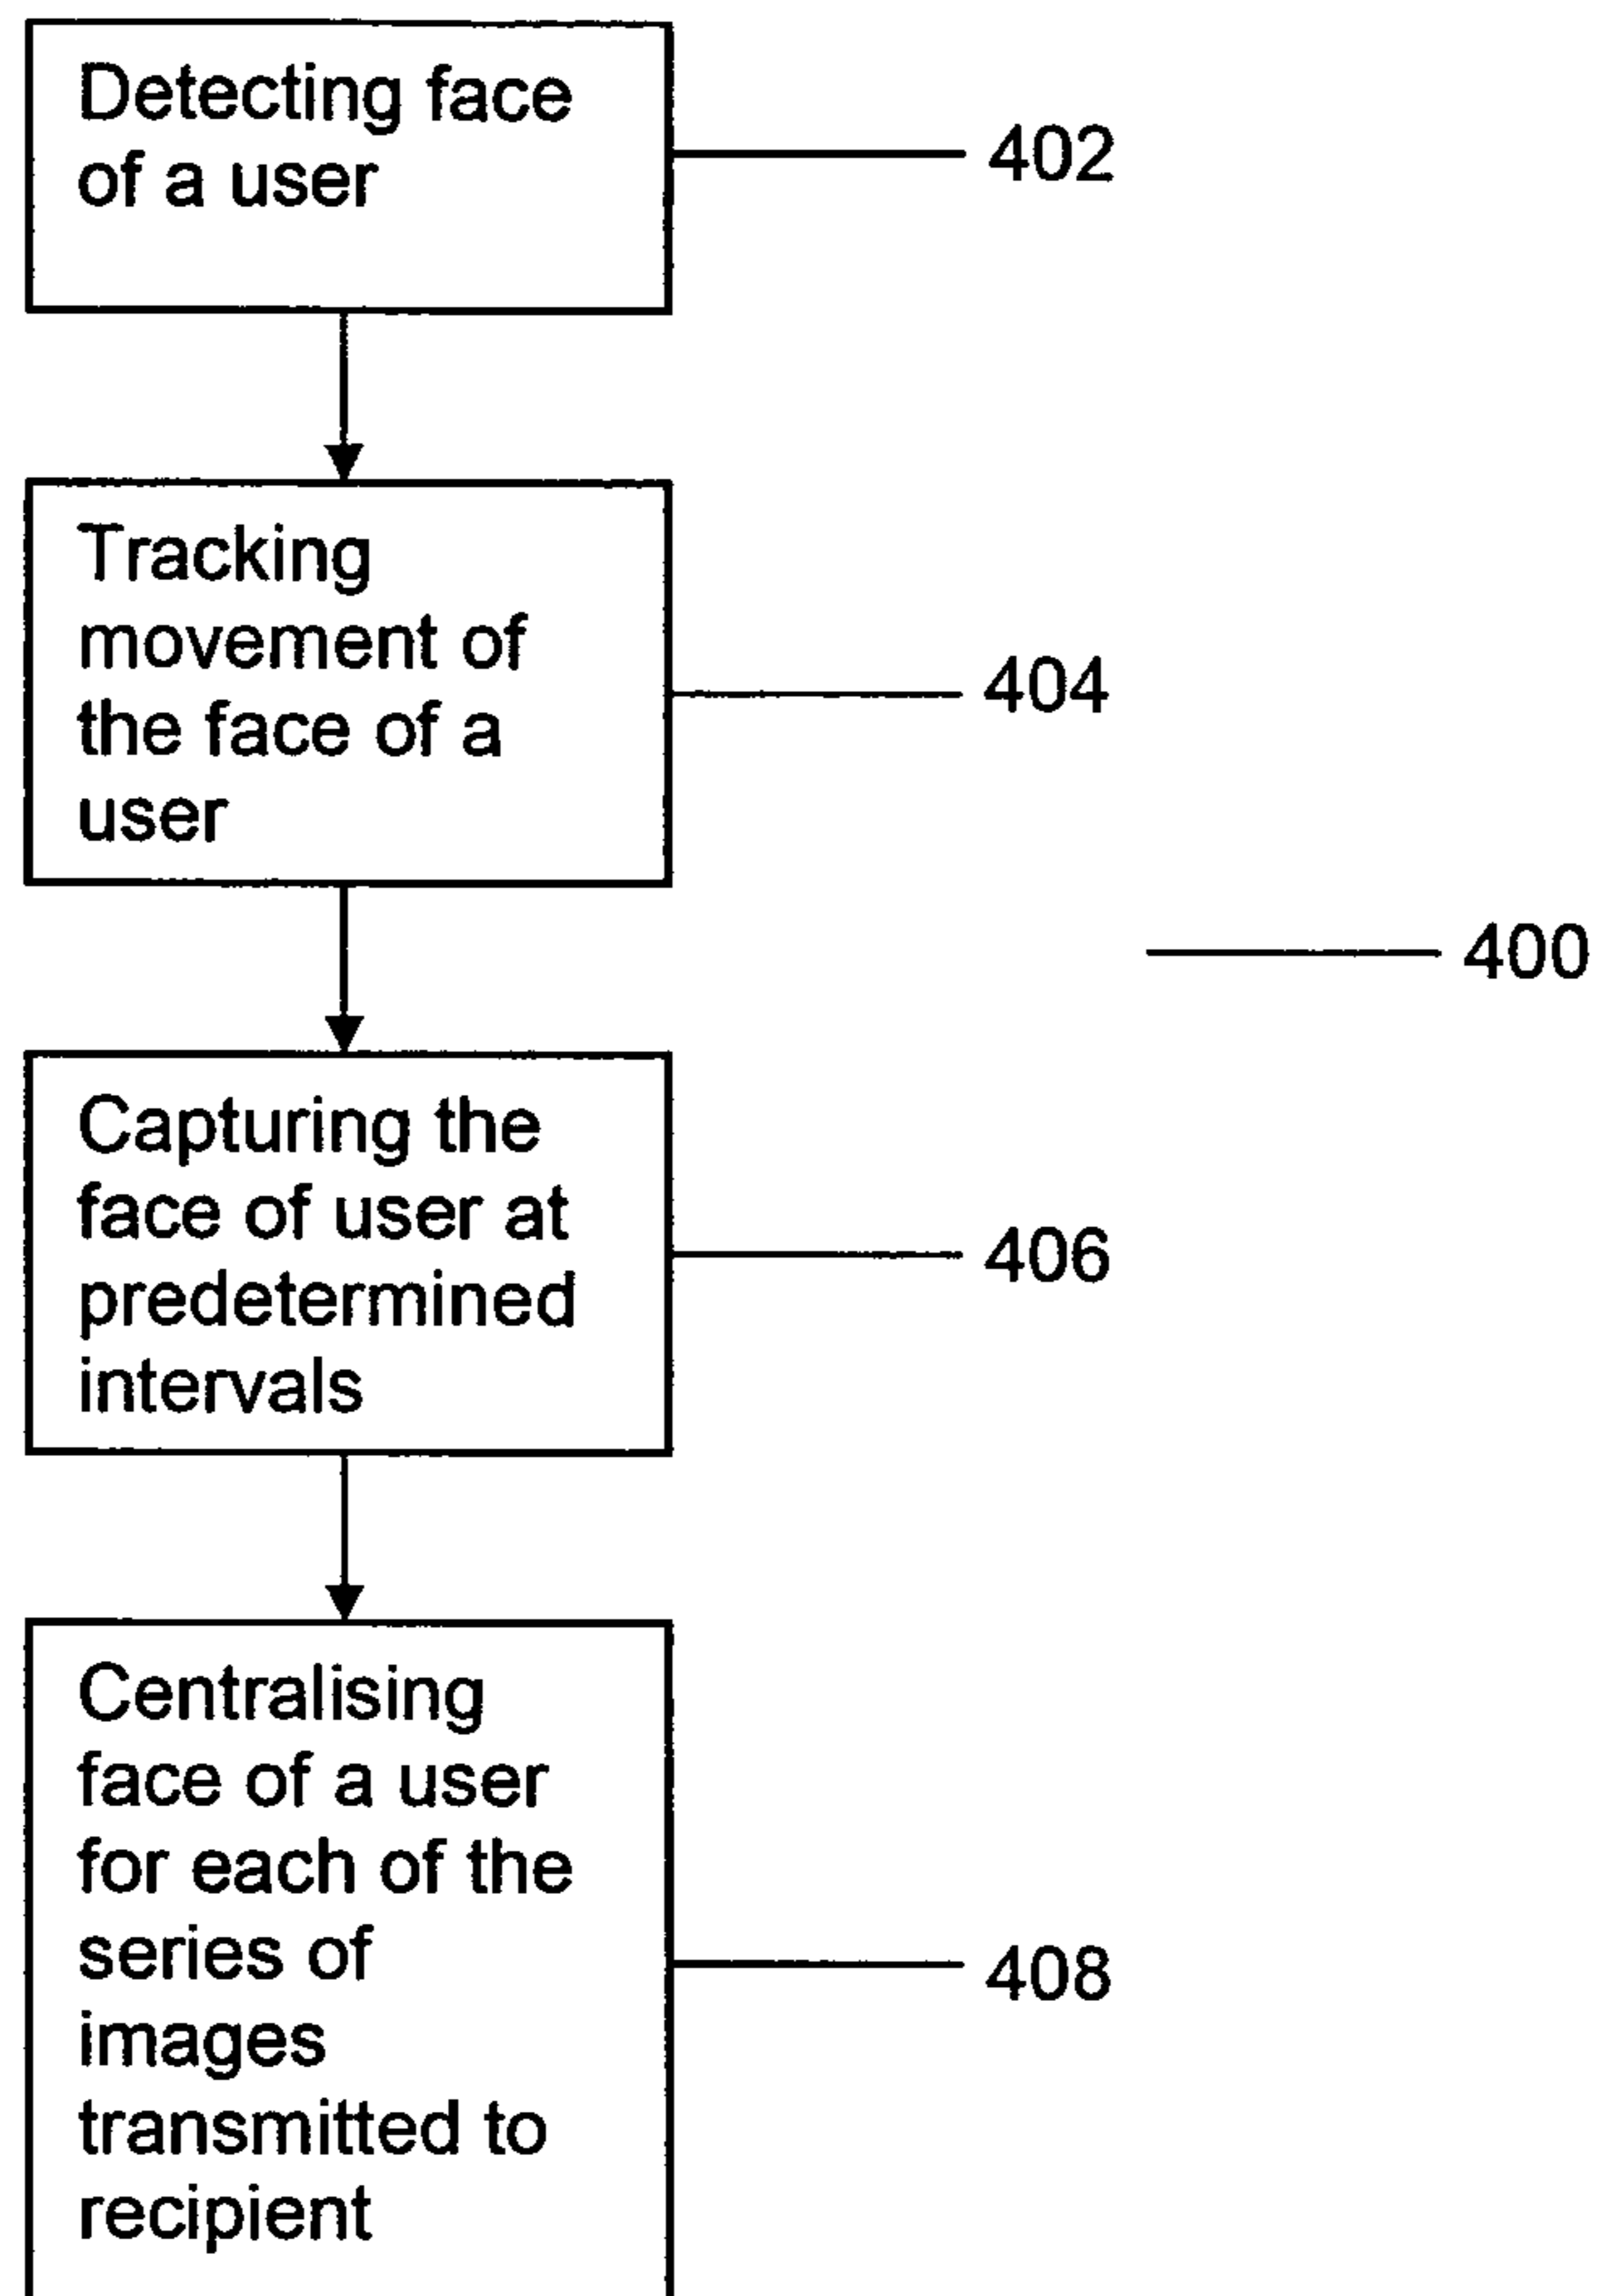 Detecting face
of a user
402
Tracking
movement of
the face of a
user
404
400
Capturing the
face of user at
predetermined
intervals
406
Centralising
face of a user
for each of the
series of
images
transmitted to
recipient
408